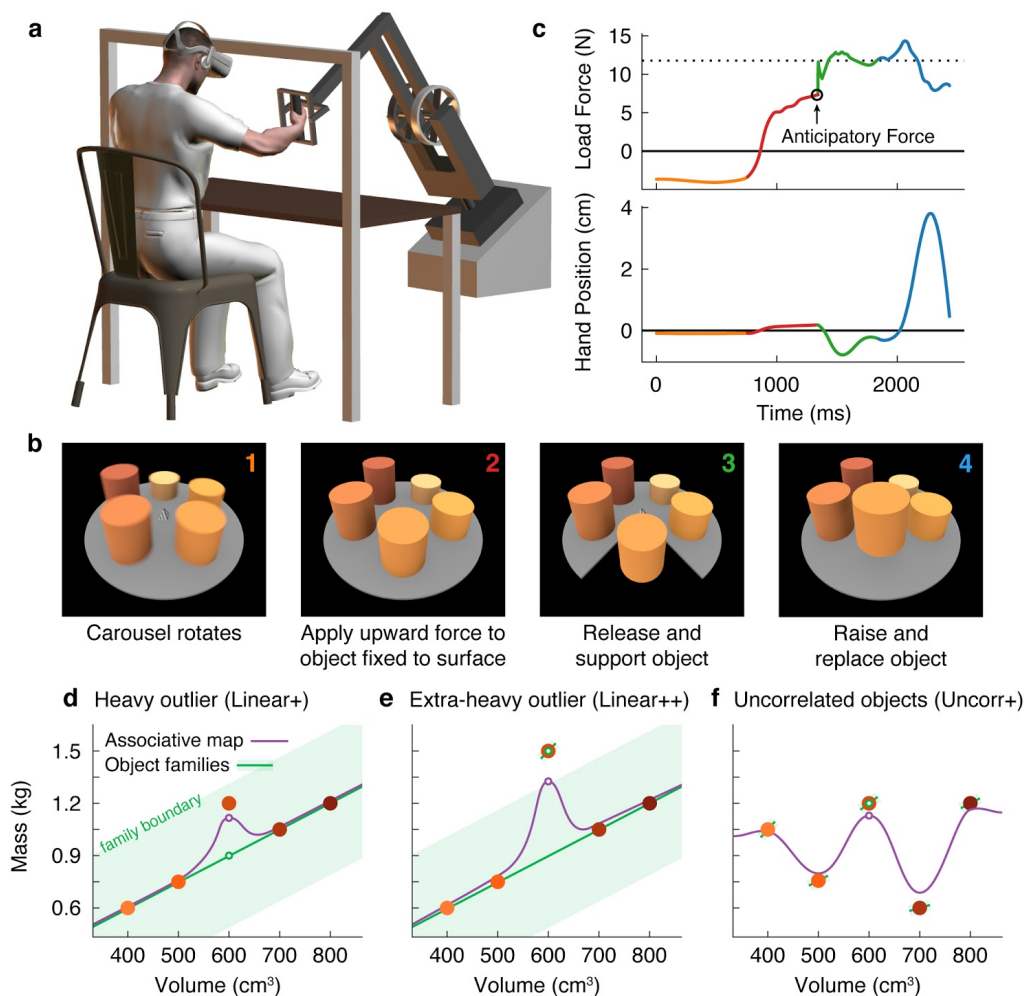 a
c
15
10
5
0
Load Force (N)
Anticipatory Force
4
2
0
Hand Position (cm)
0 1000 2000
Time (ms)
b
1
2
3
4
Carousel rotates
Apply upward force to
object fixed to surface
Release and
support object
Raise and
replace object
d Heavy outlier (Linear+)
Associative map
Object families
family boundary
1.5
1.2
0.9
0.6
Mass (kg)
400 500 600 700 800
Volume (cm³)
e Extra-heavy outlier (Linear++)
400 500 600 700 800
Volume (cm³)
f Uncorrelated objects (Uncorr+)
400 500 600 700 800
Volume (cm³)